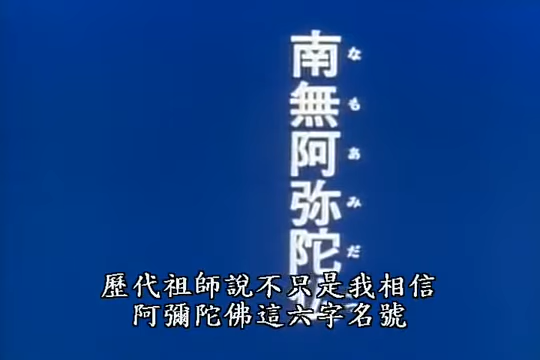 南無阿弥陀
なもあみだ
歷代祖師說不只是我相信
阿彌陀佛這六字名號